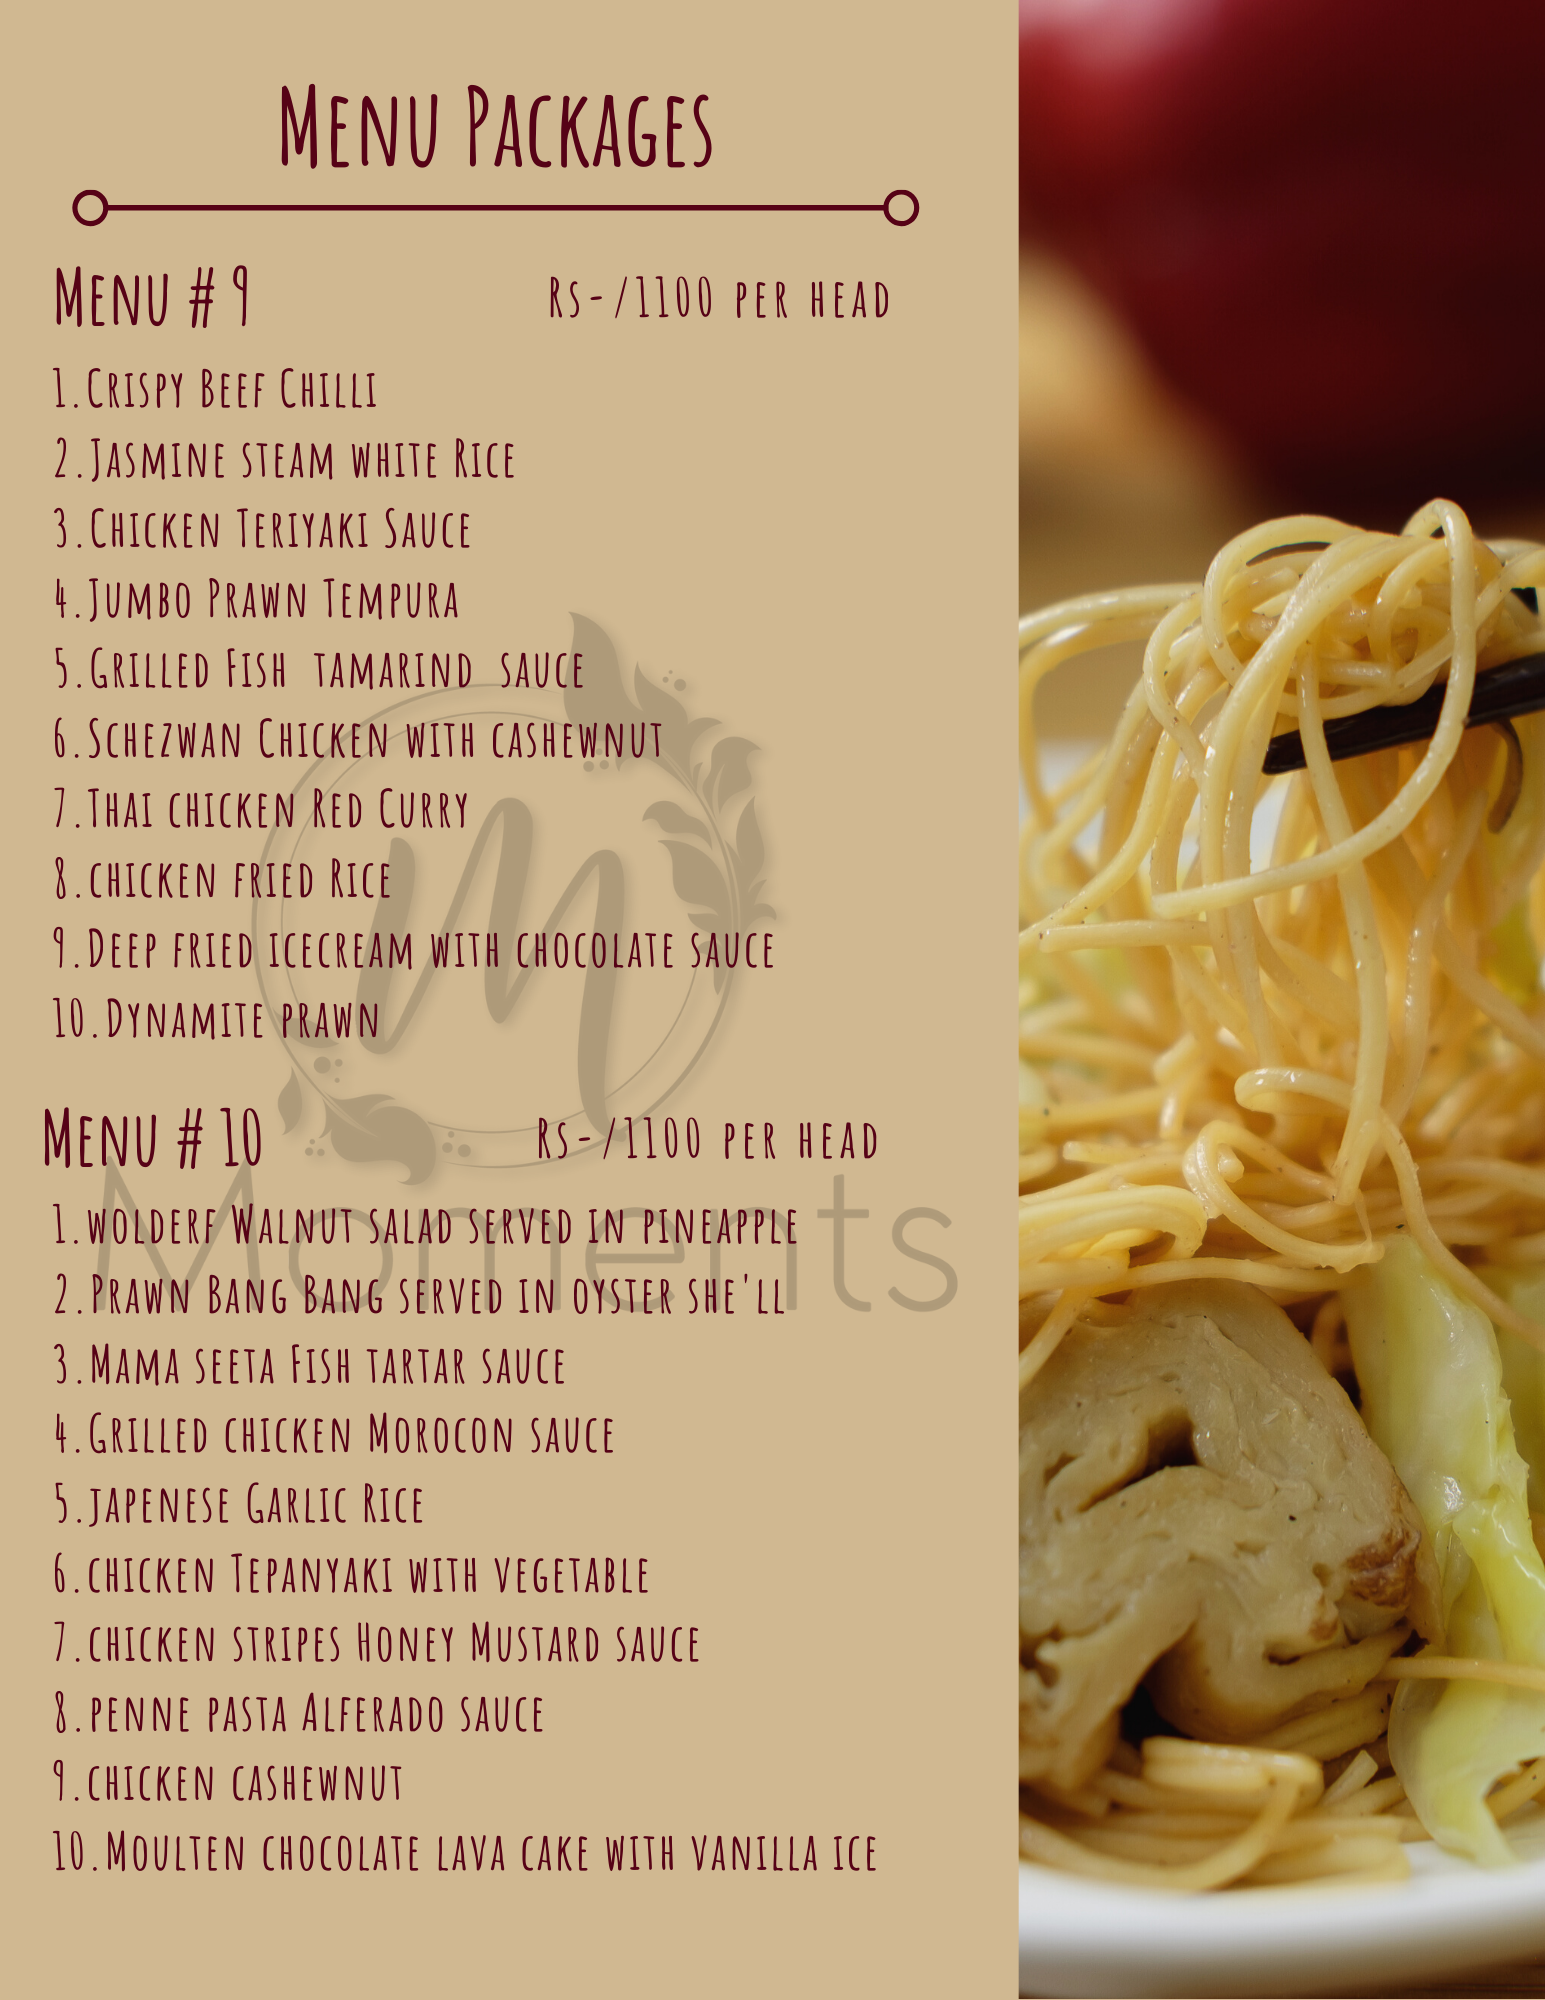 Menu Packages
Menu # 9
Rs-/1100 per head
1.Crispy Beef Chilli
2.Jasmine steam white Rice
3.Chicken Teriyaki Sauce
4.Jumbo Prawn Tempura
5.Grilled Fish tamarind sauce
6.Schezwan Chicken with cashewnut
7.Thai chicken Red Curry
8.chicken fried Rice
9.Deep fried icecream with chocolate sauce
10.Dynamite prawn
m
Menu # 10
Rs-/1100 per head
Moments
1.wolderf Walnut salad served in pineapple
2.Prawn Bang Bang served in oyster she'll
3.Mama seeta Fish tartar sauce
4.Grilled chicken Morocon sauce
5.japenese Garlic Rice
6.chicken Tepanyaki with vegetable
7.chicken stripes Honey Mustard sauce
8.penne pasta Alferado sauce
9.chicken cashewnut
10.Moulten chocolate lava cake with vanilla ice